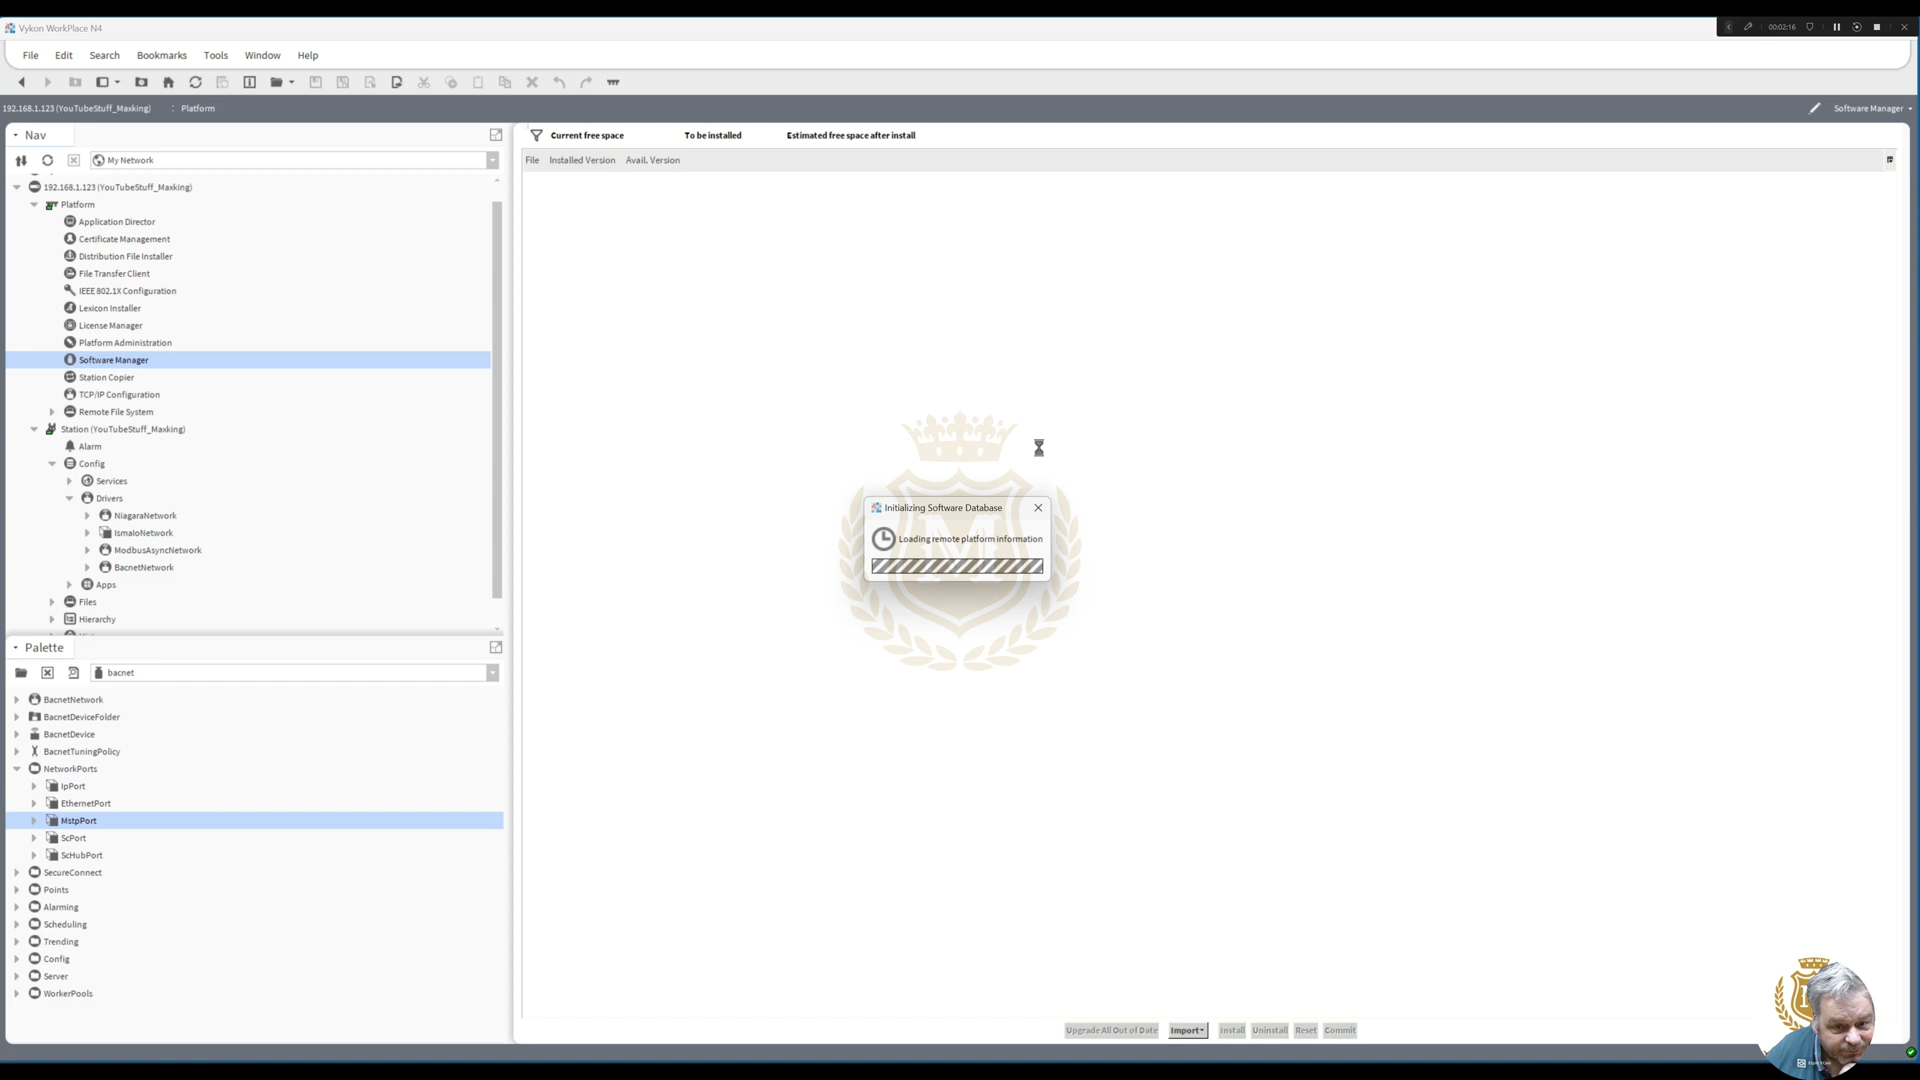 Vykon WorkPlace N4
00:02:16
File Edit Search Bookmarks Tools Window Help
192.168.1.123 (YouTubeStuff_Maxking) : Platform
Software Manager
Nav
My Network
192.168.1.123 (YouTubeStuff_Maxking)
Platform
Application Director
Certificate Management
Distribution File Installer
File Transfer Client
IEEE 802.1X Configuration
Lexicon Installer
License Manager
Platform Administration
Software Manager
Station Copier
TCP/IP Configuration
Remote File System
Station (YouTubeStuff_Maxking)
Alarm
Config
Services
Drivers
NiagaraNetwork
IsmaIoNetwork
ModbusAsyncNetwork
BacnetNetwork
Apps
Files
Hierarchy
Palette
bacnet
BacnetNetwork
BacnetDeviceFolder
BacnetDevice
BacnetTuningPolicy
NetworkPorts
IpPort
EthernetPort
MstpPort
ScPort
ScHubPort
SecureConnect
Points
Alarming
Scheduling
Trending
Config
Server
WorkerPools
Current free space To be installed Estimated free space after install
File Installed Version Avail. Version
Initializing Software Database
Loading remote platform information
Upgrade All Out of Date Import Install Uninstall Reset Commit